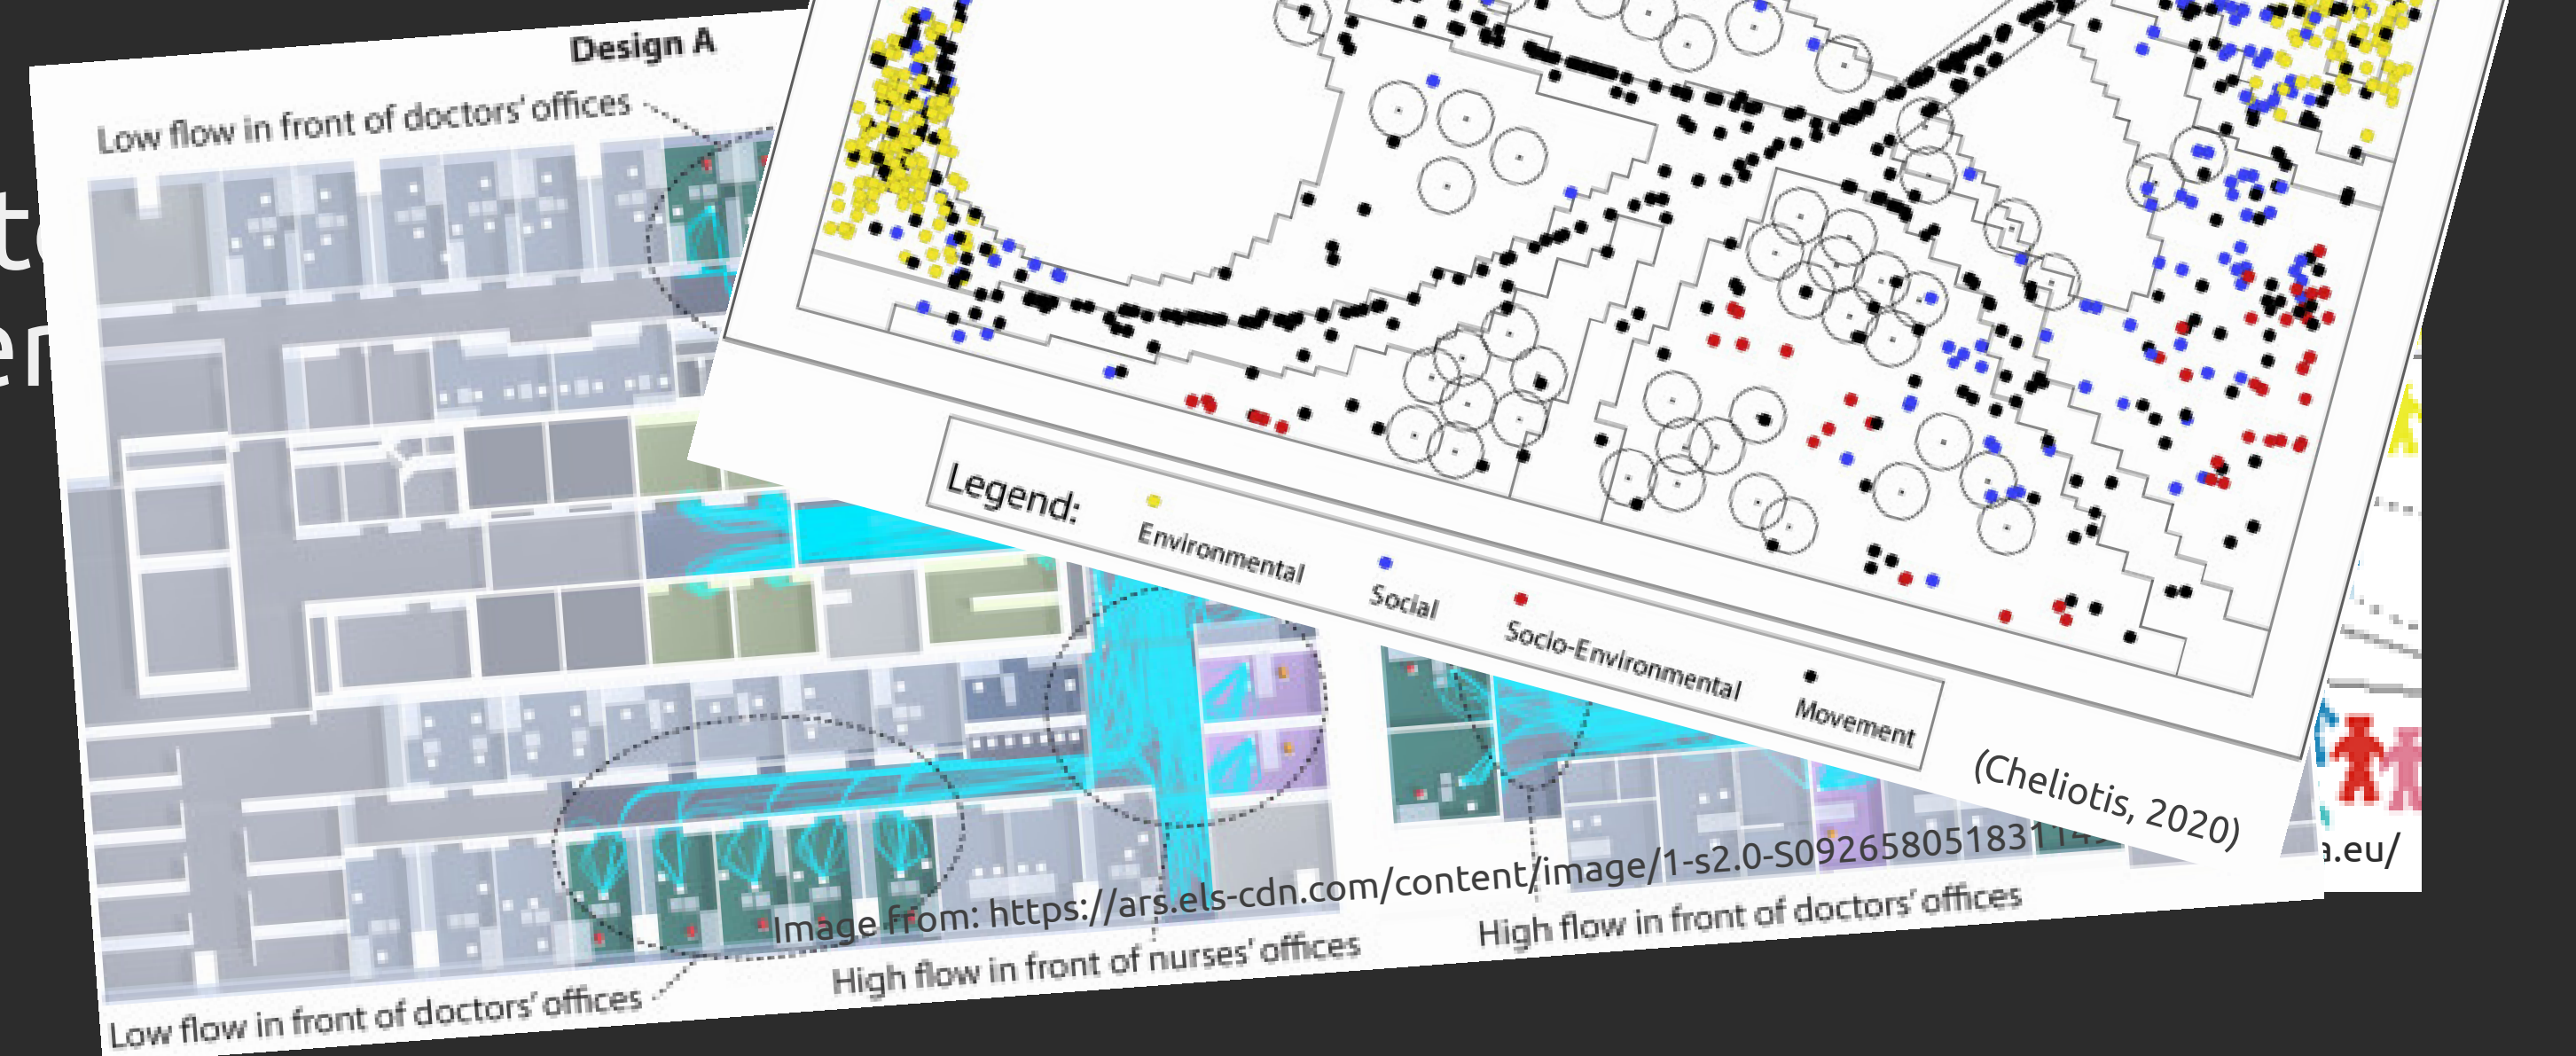 Design A
Low flow in front of doctors' offices
Legend:
Environmental
Social
Socio-Environmental
Movement
(Cheliotis, 2020)
a.eu/
Image from: https://ars.els-cdn.com/content/image/1-s2.0-S09265805183114
High flow in front of doctors' offices
High flow in front of nurses' offices
Low flow in front of doctors' offices